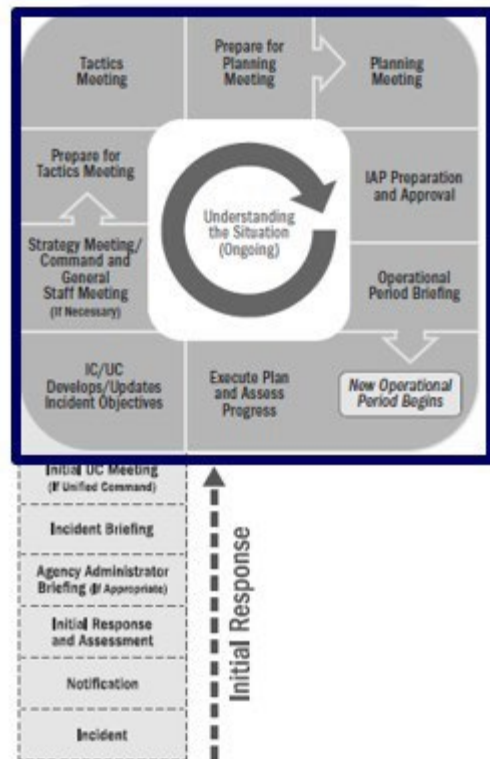 Tactics
Meeting
Prepare for
Planning
Meeting
Planning
Meeting
Prepare for
Tactics Meeting
IAP Preparation
and Approval
Understanding
the Situation
(Ongoing)
Strategy Meeting/
Command and
General
Staff Meeting
(If Necessary)
Operational
Period Briefing
IC/UC
Develops/Updates
Incident Objectives
Execute Plan
and Assess
Progress
New Operational
Period Begins
Initial UC Meeting
(If Unified Command)
Incident Briefing
Agency Administrator
Briefing (If Appropriate)
Initial Response
and Assessment
Notification
Incident
Initial Response